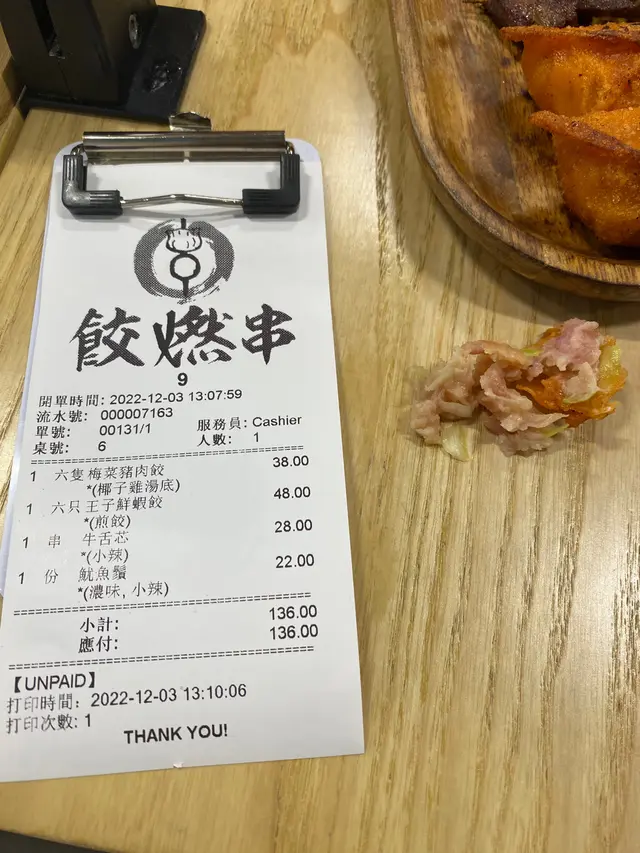 餃燃串
9
開單時間: 2022-12-03 13:07:59
流水號: 000007163
單號: 00131/1 服務員: Cashier
桌號: 6 人數: 1
1 六隻梅菜豬肉餃 38.00
*(椰子雞湯底)
1 六只王子鮮蝦餃 48.00
*(煎餃)
1 串 牛舌芯 28.00
*(小辣)
1 份 魷魚鬚 22.00
*(濃味, 小辣)
小計: 136.00
應付: 136.00
【UNPAID】
打印時間: 2022-12-03 13:10:06
打印次數: 1
THANK YOU!